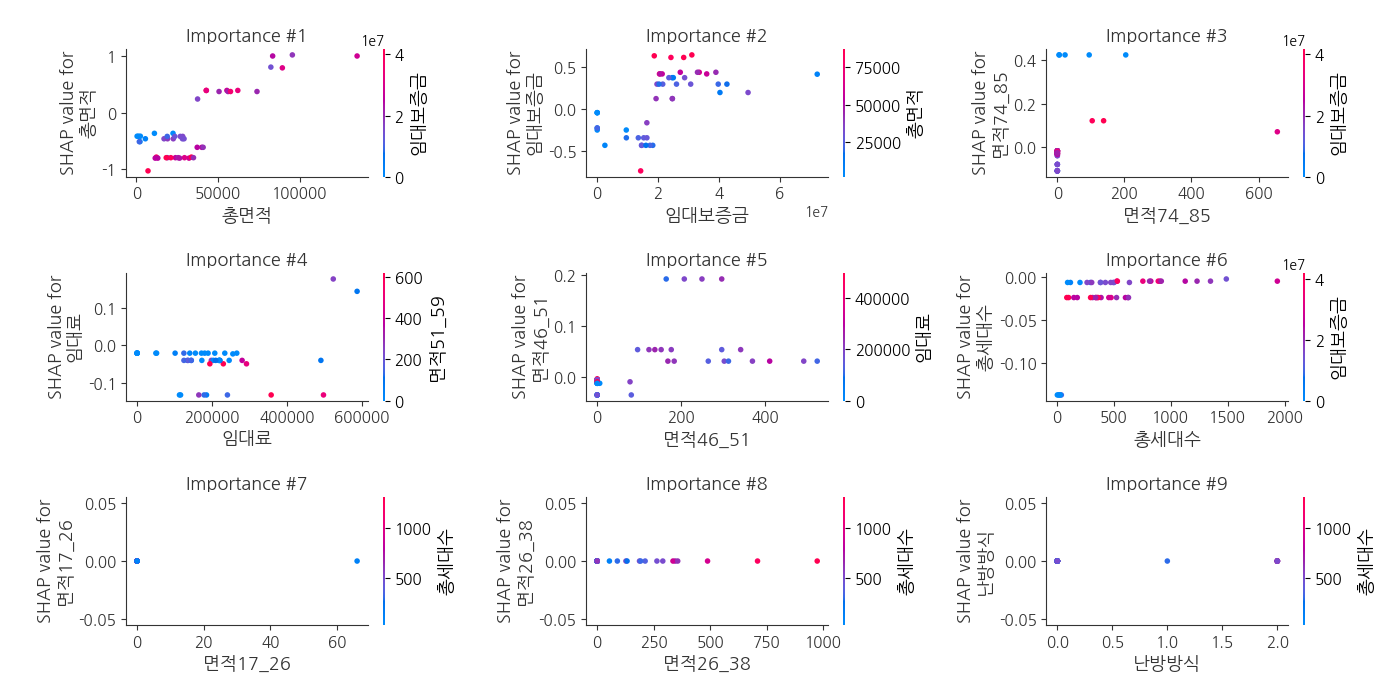 Importance #1
SHAP value for
총면적
1
0
-1
0
50000
100000
총면적
1e7
4
2
0
임대보증금
Importance #2
SHAP value for
임대보증금
0.5
0.0
-0.5
0
2
4
6
1e7
임대보증금
75000
50000
25000
총면적
Importance #3
SHAP value for
면적74_85
0.4
0.2
0.0
0
200
400
600
면적74_85
1e7
4
2
0
임대보증금
Importance #4
SHAP value for
임대료
0.1
0.0
-0.1
0
200000
400000
600000
임대료
600
400
200
0
면적51_59
Importance #5
SHAP value for
면적46_51
0.2
0.1
0.0
0
200
400
면적46_51
400000
200000
0
임대료
Importance #6
SHAP value for
총세대수
0.00
-0.05
-0.10
0
500
1000
1500
2000
총세대수
1e7
4
2
0
임대보증금
Importance #7
SHAP value for
면적17_26
0.05
0.00
-0.05
0
20
40
60
면적17_26
1000
500
총세대수
Importance #8
SHAP value for
면적26_38
0.05
0.00
-0.05
0
250
500
750
1000
면적26_38
1000
500
총세대수
Importance #9
SHAP value for
난방방식
0.05
0.00
-0.05
0.0
0.5
1.0
1.5
2.0
난방방식
1000
500
총세대수